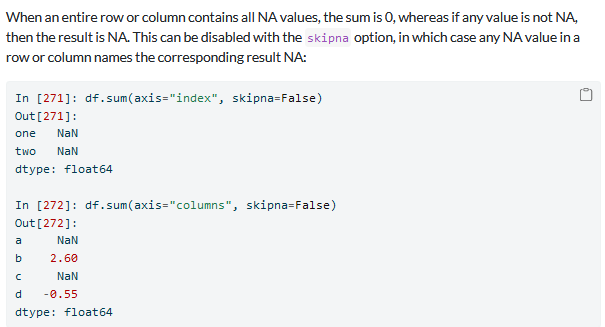 When an entire row or column contains all NA values, the sum is 0, whereas if any value is not NA,
then the result is NA. This can be disabled with the skipna option, in which case any NA value in a
row or column names the corresponding result NA:
In [271]: df.sum(axis="index", skipna=False)
Out[271]:
one   NaN
two   NaN
dtype: float64
In [272]: df.sum(axis="columns", skipna=False)
Out[272]:
a     NaN
b    2.60
c     NaN
d   -0.55
dtype: float64